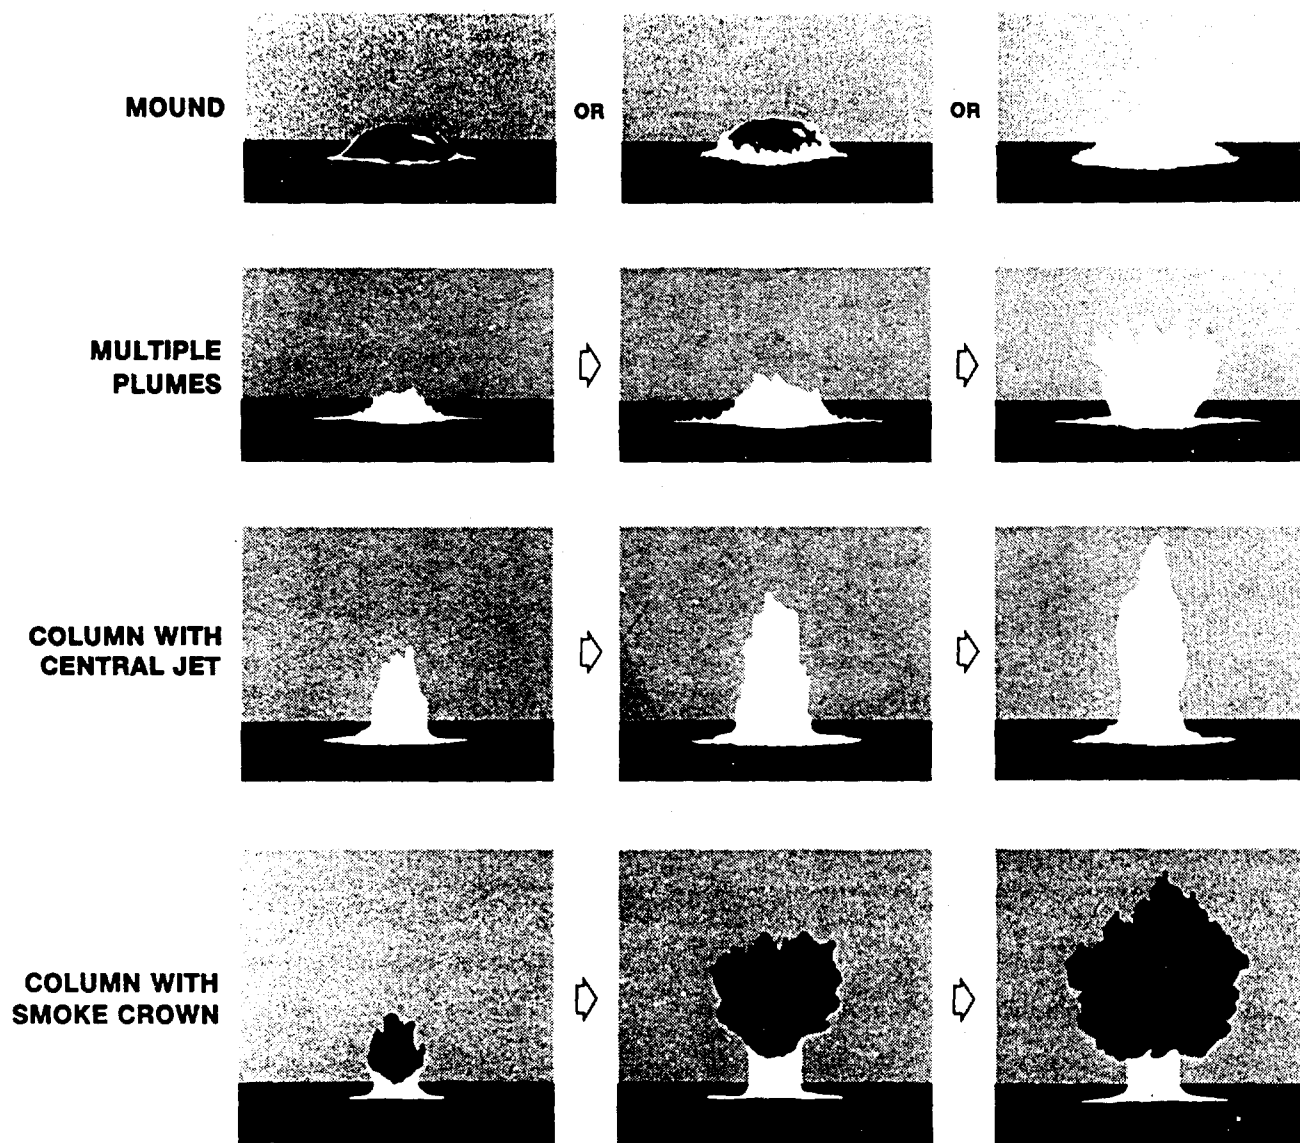 MOUND
OR
OR
MULTIPLE
PLUMES
COLUMN WITH
CENTRAL JET
COLUMN WITH
SMOKE CROWN